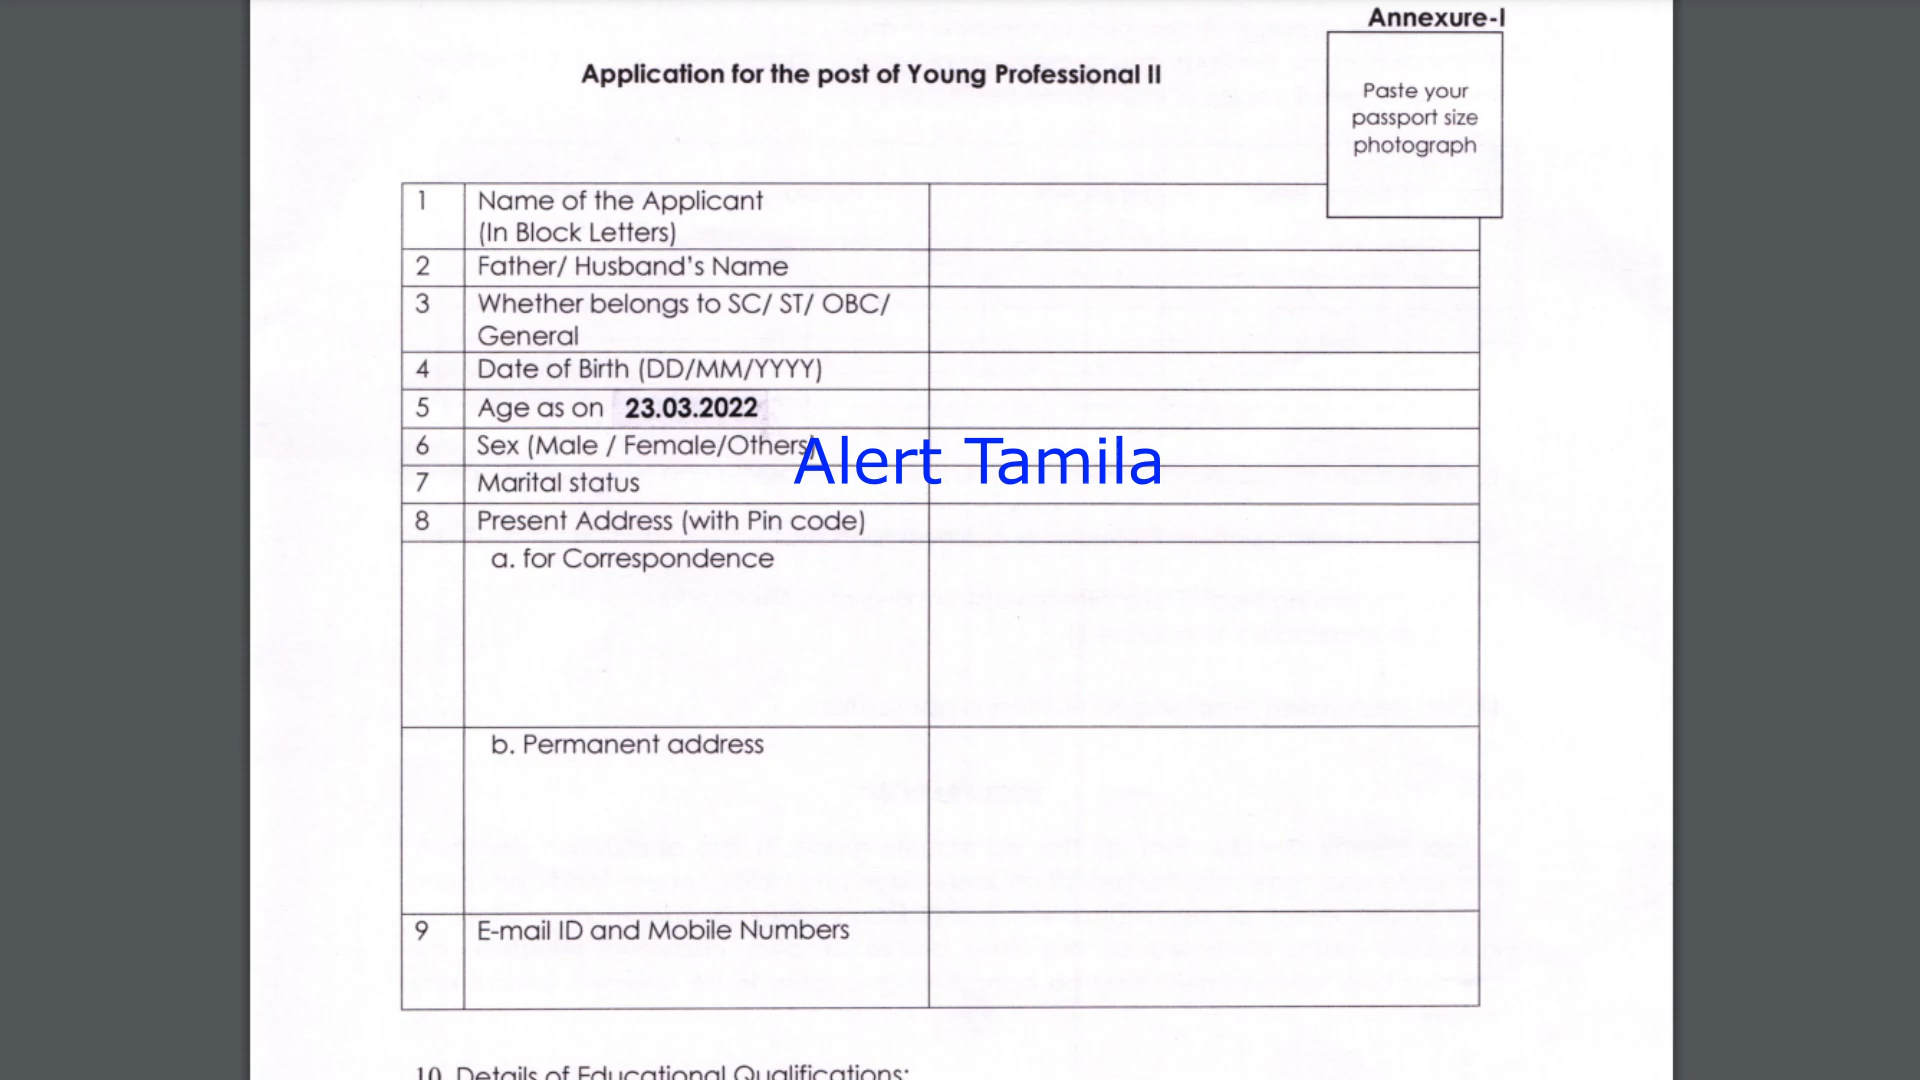 Annexure-I
Application for the post of Young Professional II
Paste your
passport size
photograph
1 Name of the Applicant
(In Block Letters)
2 Father/ Husband's Name
3 Whether belongs to SC/ ST/ OBC/
General
4 Date of Birth (DD/MM/YYYY)
5 Age as on 23.03.2022
6 Sex (Male / Female/Others)
Alert Tamila
7 Marital status
8 Present Address (with Pin code)
a. for Correspondence
b. Permanent address
9 E-mail ID and Mobile Numbers
10. Details of Educational Qualifications: